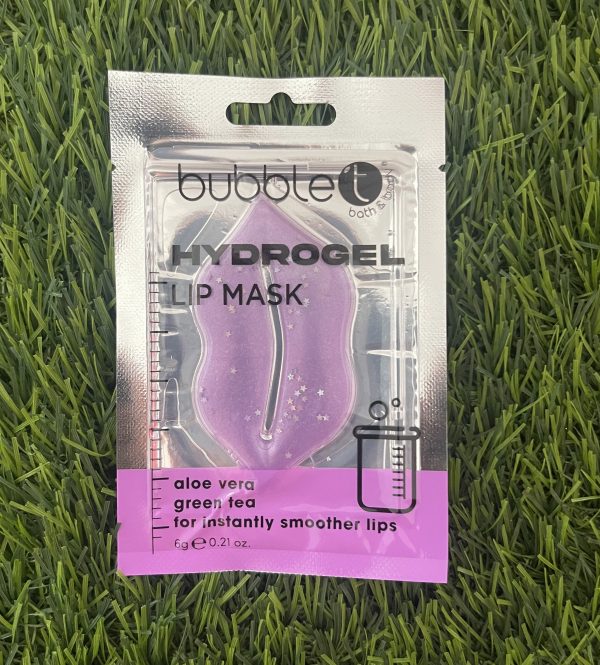 bubble t
bath & body
HYDROGEL
LIP MASK
aloe vera
green tea
for instantly smoother lips
6g e 0.21 oz.